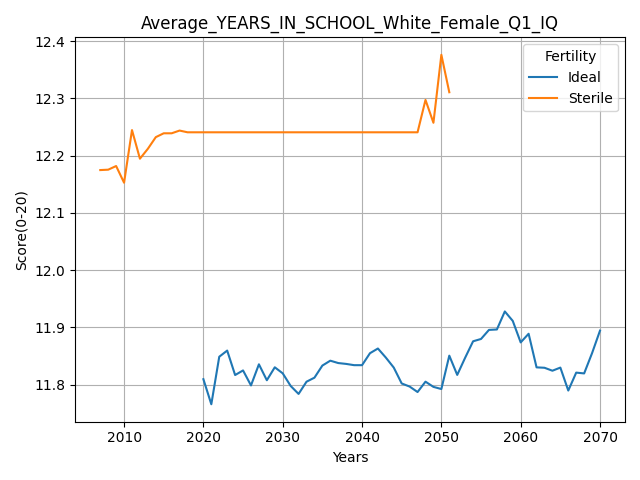 Average_YEARS_IN_SCHOOL_White_Female_Q1_IQ
Fertility
Ideal
Sterile
Score(0-20)
12.4
12.3
12.2
12.1
12.0
11.9
11.8
2010 2020 2030 2040 2050 2060 2070
Years